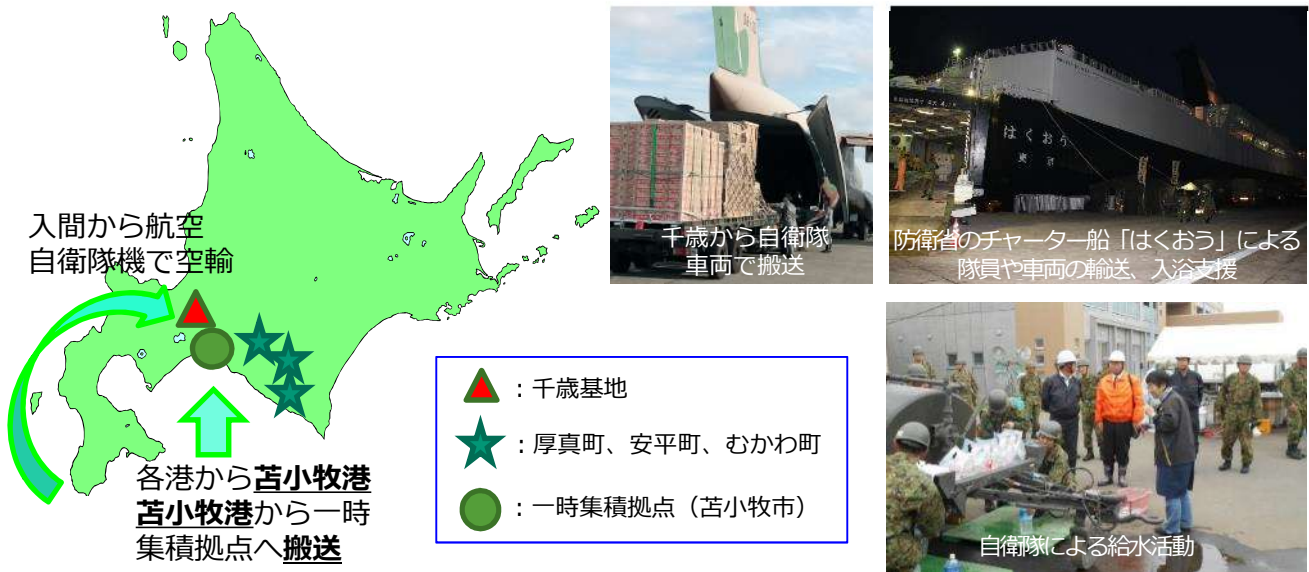 入間から航空
自衛隊機で空輸
各港から苫小牧港
苫小牧港から一時
集積拠点へ搬送
：千歳基地
：厚真町、安平町、むかわ町
：一時集積拠点（苫小牧市）
千歳から自衛隊
車両で搬送
はくおう
東京
防衛省のチャーター船「はくおう」による
隊員や車両の輸送、入浴支援
自衛隊による給水活動